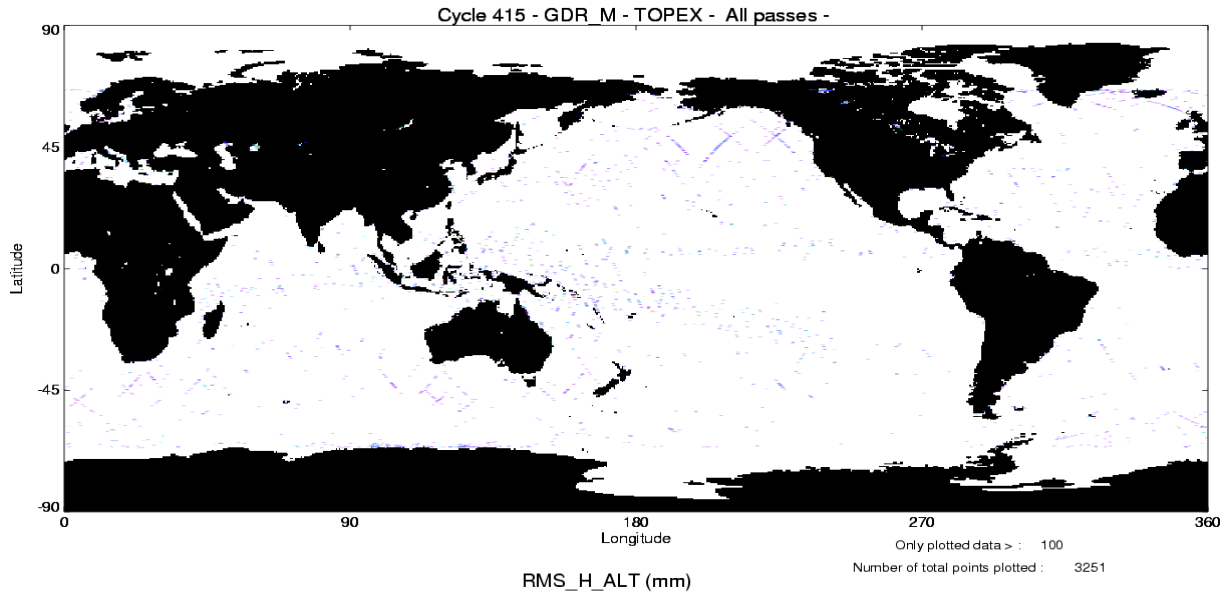 Cycle 415 - GDR_M - TOPEX - All passes -
90
45
0
-45
-90
Latitude
0 90 180 270 360
Longitude
Only plotted data > : 100
Number of total points plotted : 3251
RMS_H_ALT (mm)